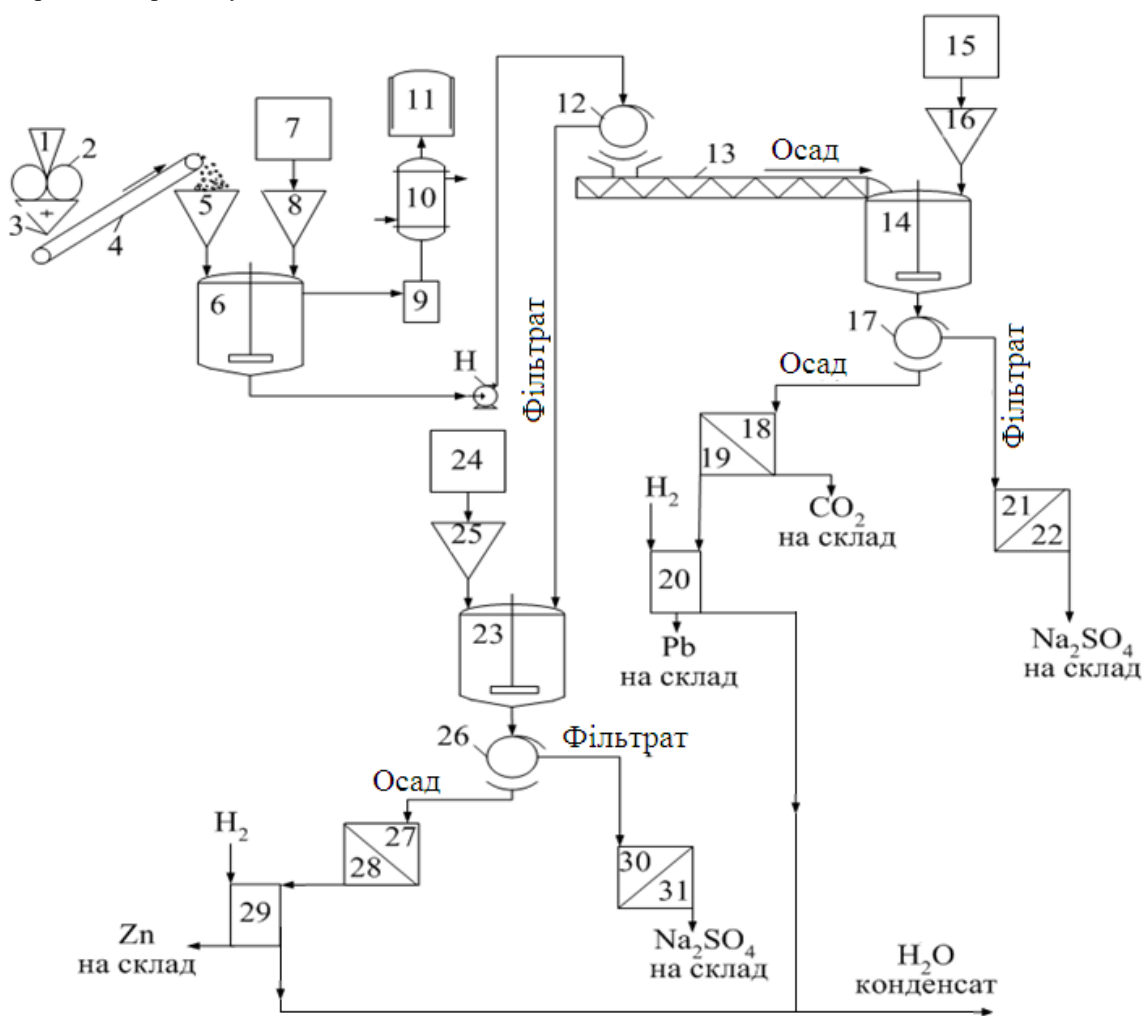 15
11
12
7
1
2
16
13
Осад
10
5
8
14
3
4
6
9
17
Н
Осад
Фільтрат
Фільтрат
18
24
19
H2
21
CO2
на склад
22
25
20
23
Pb
на склад
Na2SO4
на склад
26
Фільтрат
Осад
H2
27
30
28
31
29
Zn
на склад
Na2SO4
на склад
H2O
конденсат